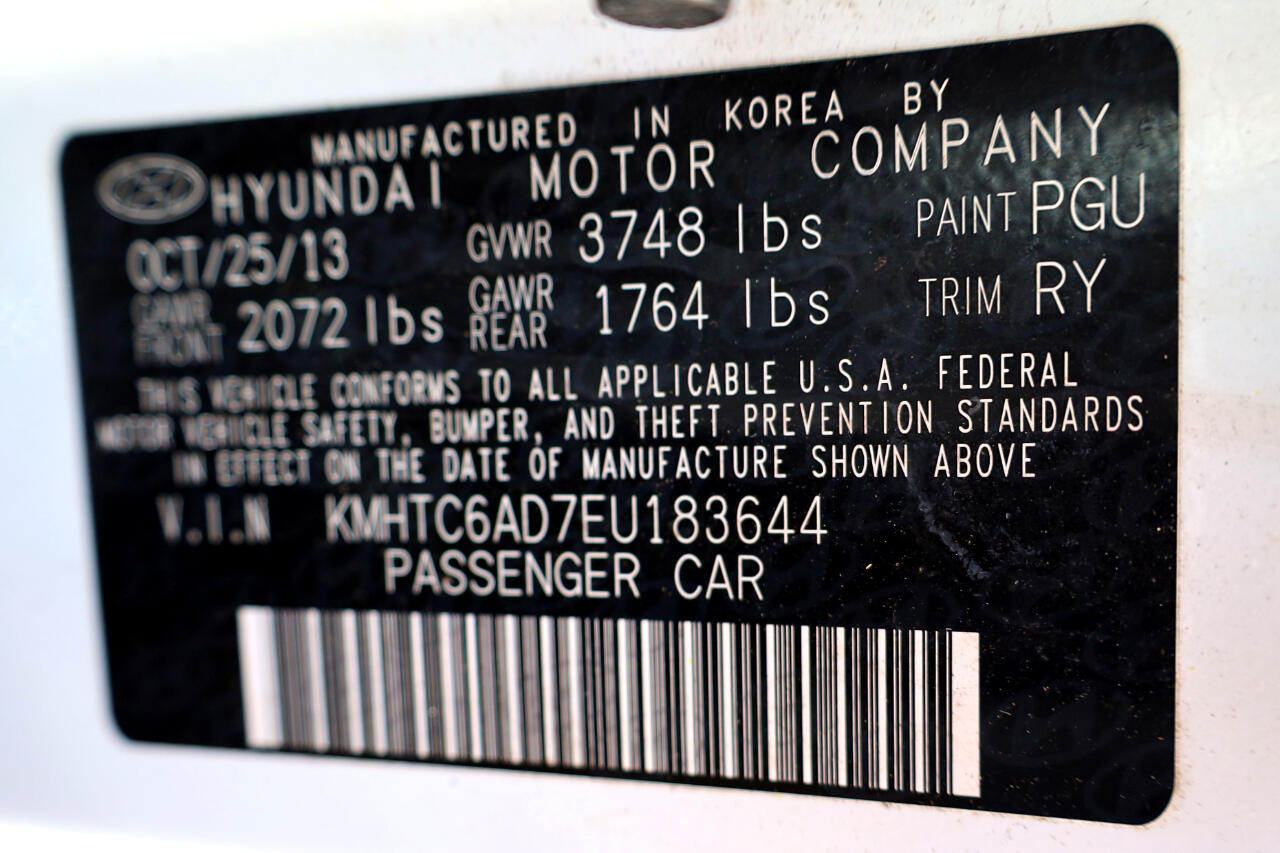 MANUFACTURED IN KOREA BY
HYUNDAI MOTOR COMPANY
OCT/25/13 GVWR 3748 lbs PAINT PGU
GAWR FRONT 2072 lbs GAWR REAR 1764 lbs TRIM RY
THIS VEHICLE CONFORMS TO ALL APPLICABLE U.S.A. FEDERAL
MOTOR VEHICLE SAFETY, BUMPER, AND THEFT PREVENTION STANDARDS
IN EFFECT ON THE DATE OF MANUFACTURE SHOWN ABOVE
V.I.N KMHTC6AD7EU183644
PASSENGER CAR